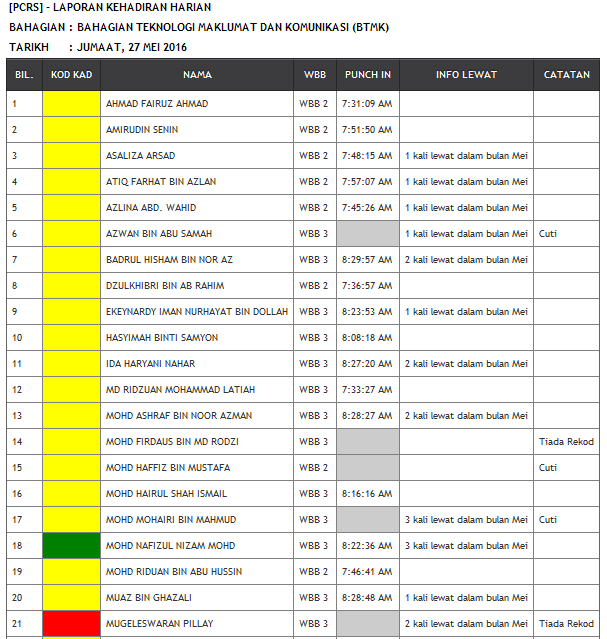 [PCRS] - LAPORAN KEHADIRAN HARIAN
BAHAGIAN : BAHAGIAN TEKNOLOGI MAKLUMAT DAN KOMUNIKASI (BTMK)
TARIKH : JUMAAT, 27 MEI 2016
BIL. KOD KAD NAMA WBB PUNCH IN INFO LEWAT CATATAN
1 AHMAD FAIRUZ AHMAD WBB 2 7:31:09 AM
2 AMIRUDIN SENIN WBB 2 7:51:50 AM
3 ASALIZA ARSAD WBB 2 7:48:15 AM 1 kali lewat dalam bulan Mei
4 ATIQ FARHAT BIN AZLAN WBB 2 7:57:07 AM 1 kali lewat dalam bulan Mei
5 AZLINA ABD. WAHID WBB 2 7:45:26 AM 1 kali lewat dalam bulan Mei
6 AZWAN BIN ABU SAMAH WBB 3 1 kali lewat dalam bulan Mei Cuti
7 BADRUL HISHAM BIN NOR AZ WBB 3 8:29:57 AM 2 kali lewat dalam bulan Mei
8 DZULKHIBRI BIN AB RAHIM WBB 2 7:36:57 AM
9 EKEYNARDY IMAN NURHAYAT BIN DOLLAH WBB 3 8:23:53 AM 1 kali lewat dalam bulan Mei
10 HASYIMAH BINTI SAMYON WBB 3 8:08:18 AM
11 IDA HARYANI NAHAR WBB 3 8:27:20 AM 2 kali lewat dalam bulan Mei
12 MD RIDZUAN MOHAMMAD LATIAH WBB 2 7:33:27 AM
13 MOHD ASHRAF BIN NOOR AZMAN WBB 3 8:28:27 AM 2 kali lewat dalam bulan Mei
14 MOHD FIRDAUS BIN MD RODZI WBB 3 Tiada Rekod
15 MOHD HAFFIZ BIN MUSTAFA WBB 2 Cuti
16 MOHD HAIRUL SHAH ISMAIL WBB 3 8:16:16 AM
17 MOHD MOHAIRI BIN MAHMUD WBB 3 3 kali lewat dalam bulan Mei Cuti
18 MOHD NAFIZUL NIZAM MOHD WBB 3 8:22:36 AM 3 kali lewat dalam bulan Mei
19 MOHD RIDUAN BIN ABU HUSSIN WBB 2 7:46:41 AM
20 MUAZ BIN GHAZALI WBB 3 8:28:48 AM 1 kali lewat dalam bulan Mei
21 MUGELESWARAN PILLAY WBB 3 2 kali lewat dalam bulan Mei Tiada Rekod